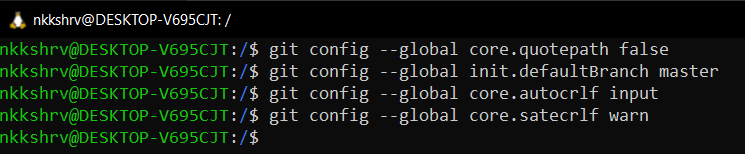 nkkshrv@DESKTOP-V695CJT: /
nkkshrv@DESKTOP-V695CJT:/$ git config --global core.quotepath false
nkkshrv@DESKTOP-V695CJT:/$ git config --global init.defaultBranch master
nkkshrv@DESKTOP-V695CJT:/$ git config --global core.autocrlf input
nkkshrv@DESKTOP-V695CJT:/$ git config --global core.satecrlf warn
nkkshrv@DESKTOP-V695CJT:/$